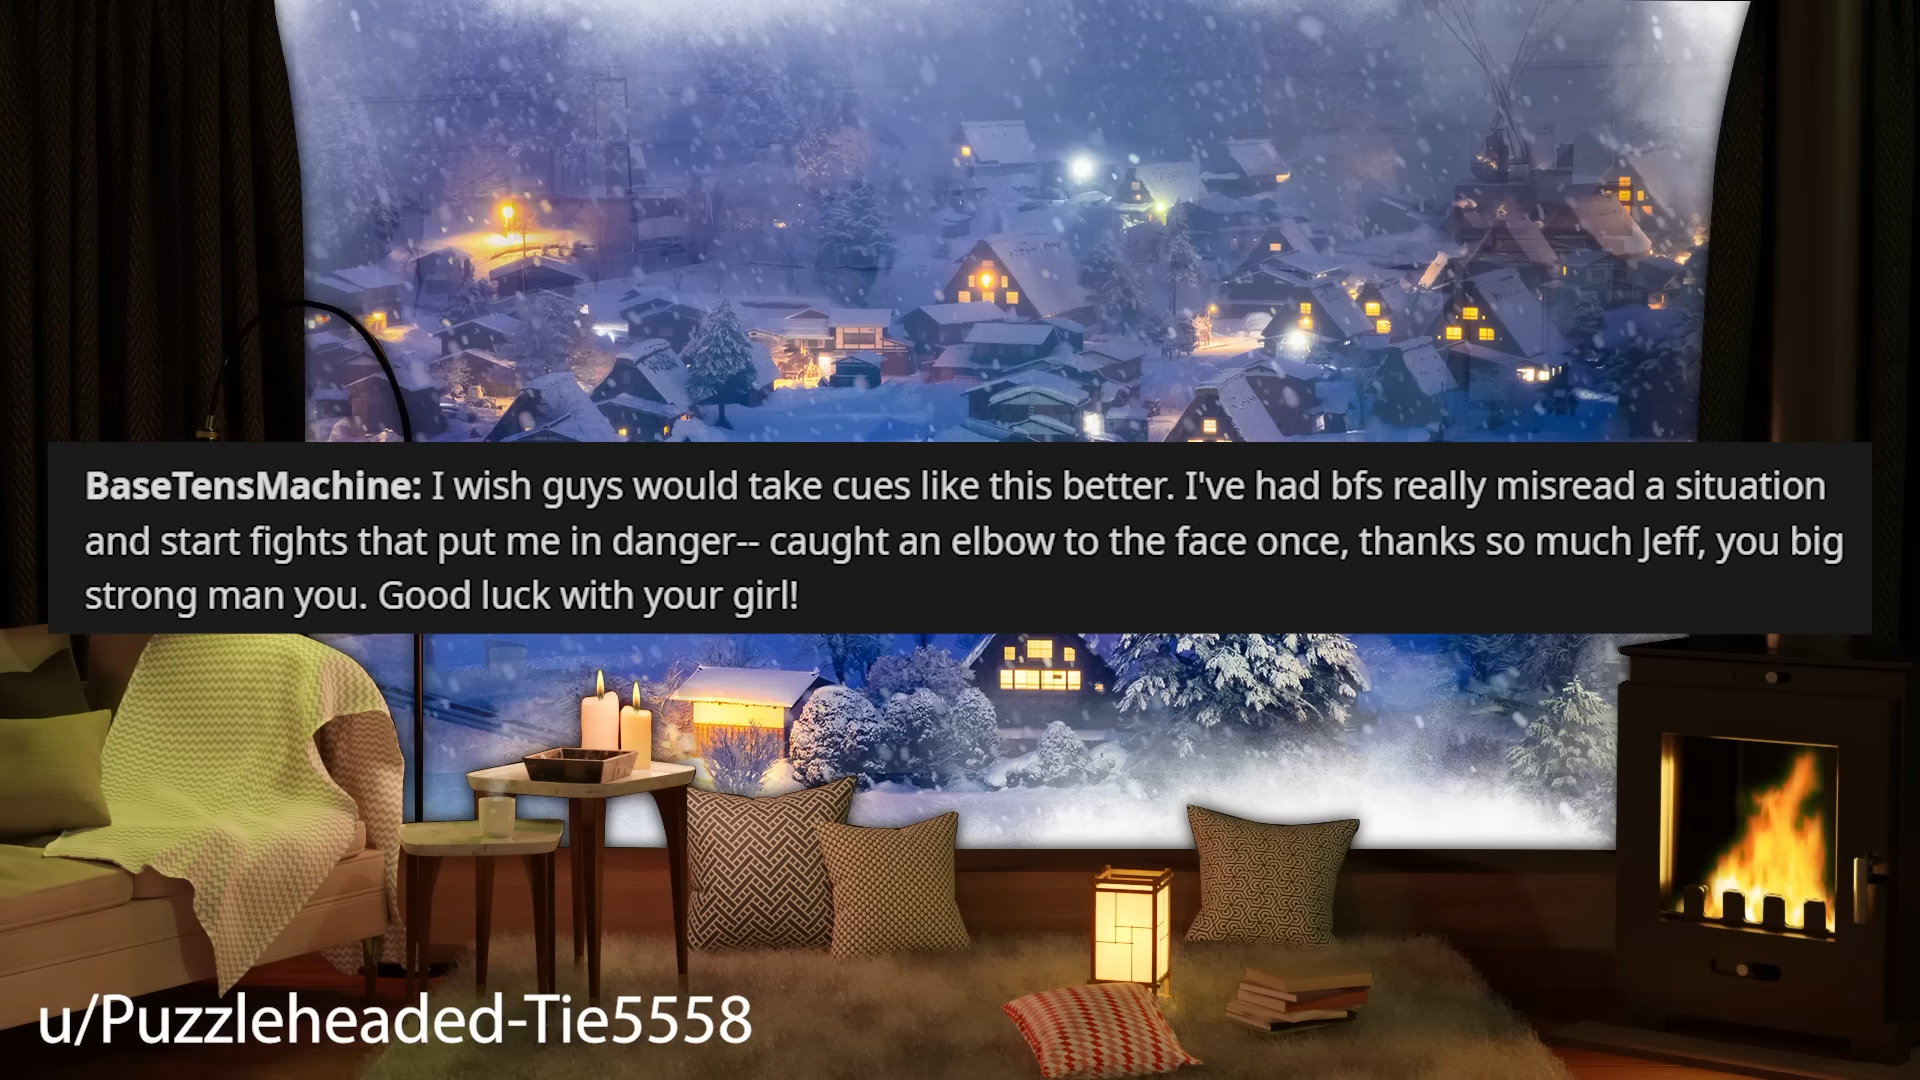 BaseTensMachine: I wish guys would take cues like this better. I've had bfs really misread a situation
and start fights that put me in danger-- caught an elbow to the face once, thanks so much Jeff, you big
strong man you. Good luck with your girl!
u/Puzzleheaded-Tie5558